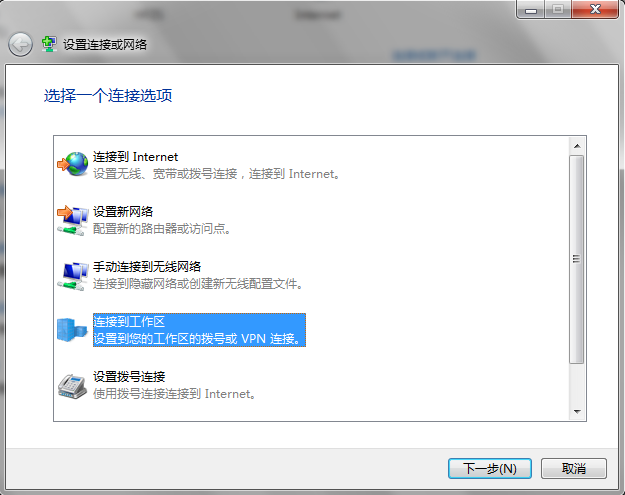 Internet
设置连接或网络
选择一个连接选项
连接到 Internet
设置无线、宽带或拨号连接，连接到 Internet。
设置新网络
配置新的路由器或访问点。
手动连接到无线网络
连接到隐藏网络或创建新无线配置文件。
连接到工作区
设置到您的工作区的拨号或 VPN 连接。
设置拨号连接
使用拨号连接连接到 Internet。
下一步(N)
取消